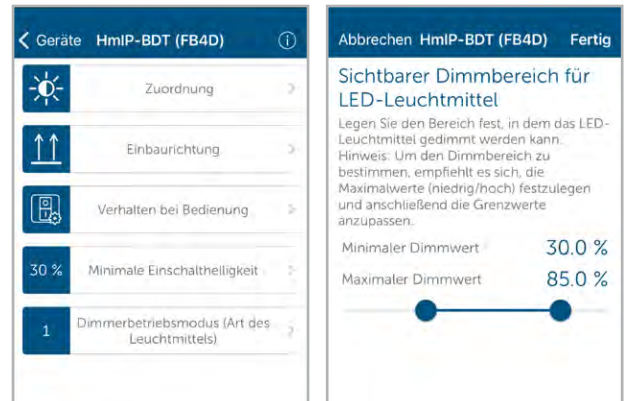 Geräte HmIP-BDT (FB4D)
Zuordnung
Einbaurichtung
Verhalten bei Bedienung
30 % Minimale Einschalthelligkeit
1 Dimmerbetriebsmodus (Art des
Leuchtmittels)
Abbrechen HmIP-BDT (FB4D) Fertig
Sichtbarer Dimmbereich für
LED-Leuchtmittel
Legen Sie den Bereich fest, in dem das LED-
Leuchtmittel gedimmt werden kann.
Hinweis: Um den Dimmbereich zu
bestimmen, empfiehlt es sich, die
Maximalwerte (niedrig/hoch) festzulegen
und anschließend die Grenzwerte
anzupassen.
Minimaler Dimmwert 30.0 %
Maximaler Dimmwert 85.0 %